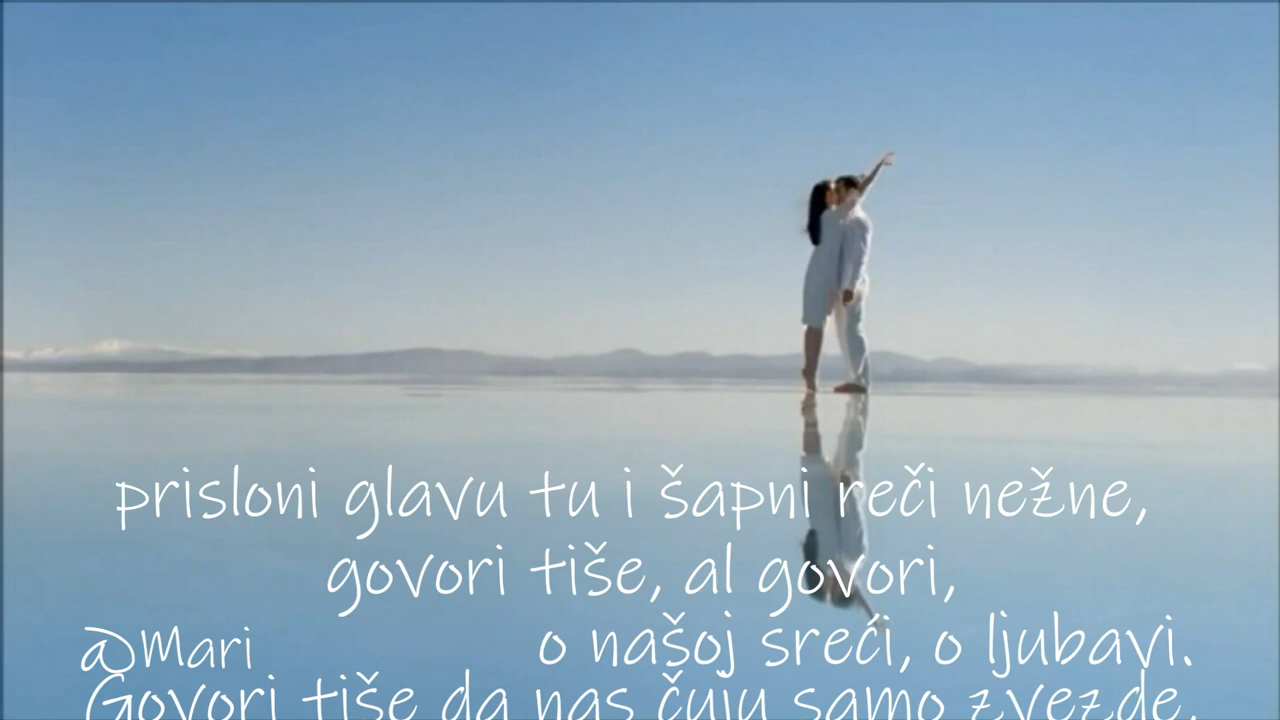 prisloni glavu tu i šapni reči nežne,
govori tiše, al govori,
@Mari
o našoj sreći, o ljubavi.
Govori tiše da nas čuju samo zvezde,